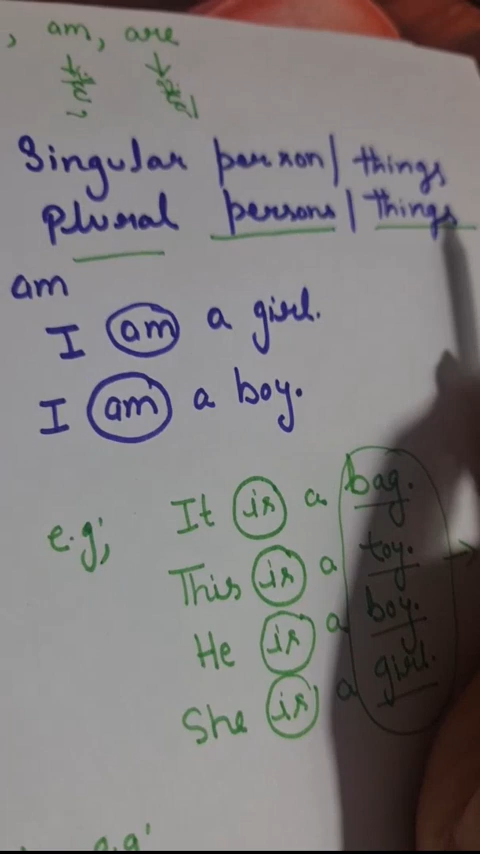 , am, are
Singular person/ things
Plural persons / things
am
I am a girl.
I am a boy.
e.g; It is a bag.
This is a toy.
He is a boy.
She is a girl.
e.g'